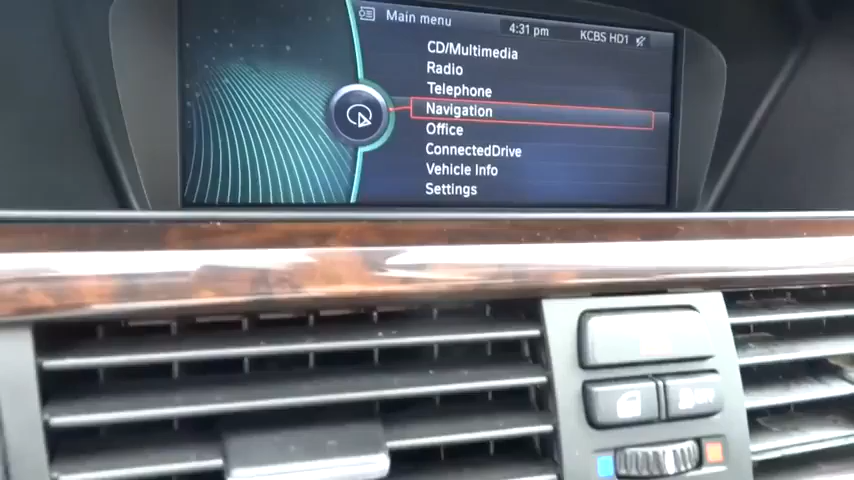 Main menu
4:31 pm
KCBS HD1
CD/Multimedia
Radio
Telephone
Navigation
Office
ConnectedDrive
Vehicle Info
Settings